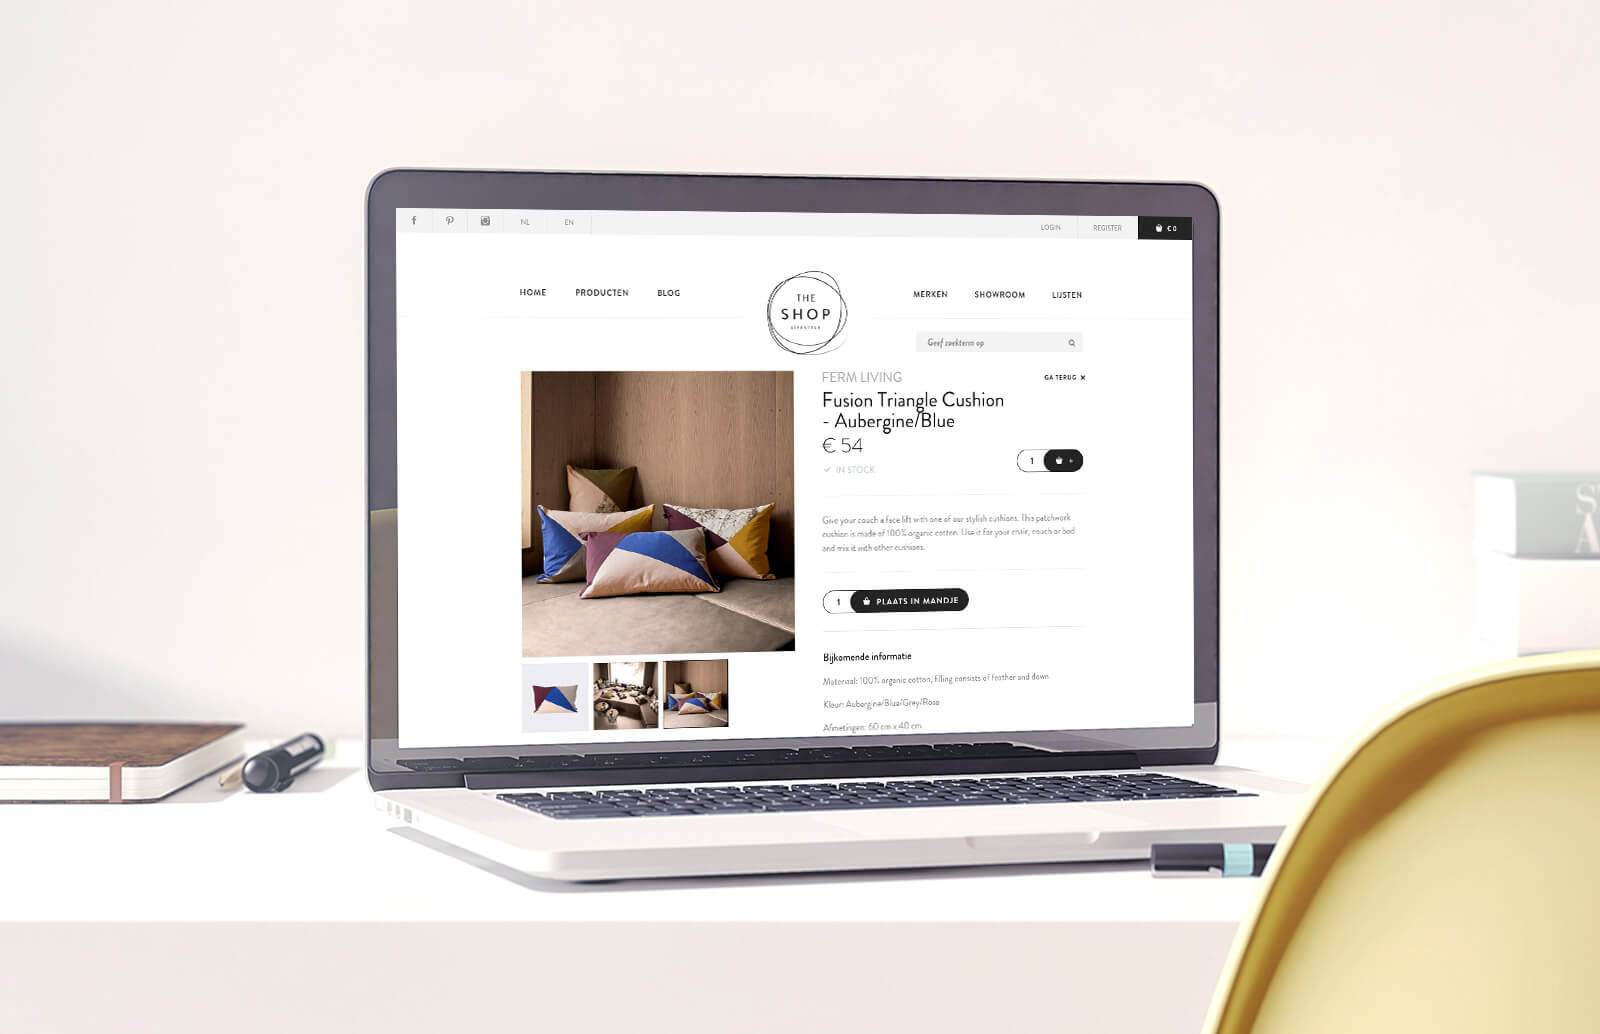 NL
EN
LOGIN
REGISTER
€ 0
HOME
PRODUCTEN
BLOG
THE
SHOP
MERKEN
SHOWROOM
LIJSTEN
Geef zoekterm op
FERM LIVING
GA TERUG ×
Fusion Triangle Cushion
- Aubergine/Blue
€ 54
IN STOCK
1
+
Give your couch a face lift with one of our stylish cushions. This patchwork
cushion is made of 100% organic cotton. Use it for your chair, couch or bed
and mix it with other cushions.
1
PLAATS IN MANDJE
Bijkomende informatie
Materiaal: 100% organic cotton, filling consists of feather and down
Kleur: Aubergine/Blue/Grey/Rose
Afmetingen: 60 cm x 40 cm